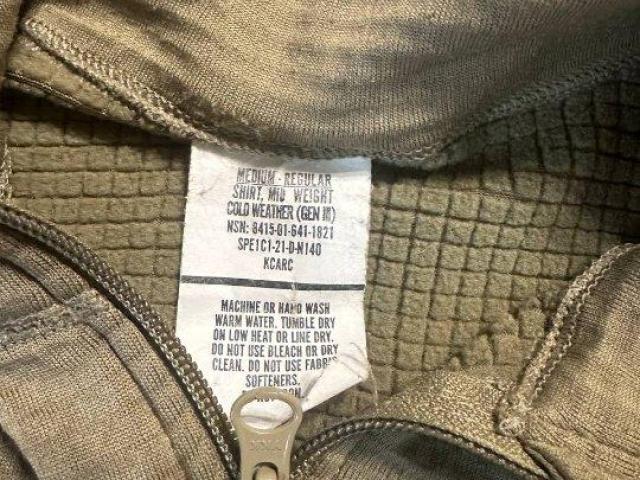 MEDIUM - REGULAR
SHIRT, MID WEIGHT
COLD WEATHER (GEN III)
NSN: 8415-01-641-1821
SPE1C1-21-D-N140
KCARC
MACHINE OR HAND WASH
WARM WATER. TUMBLE DRY
ON LOW HEAT OR LINE DRY.
DO NOT USE BLEACH OR DRY
CLEAN. DO NOT USE FABRIC
SOFTENERS.